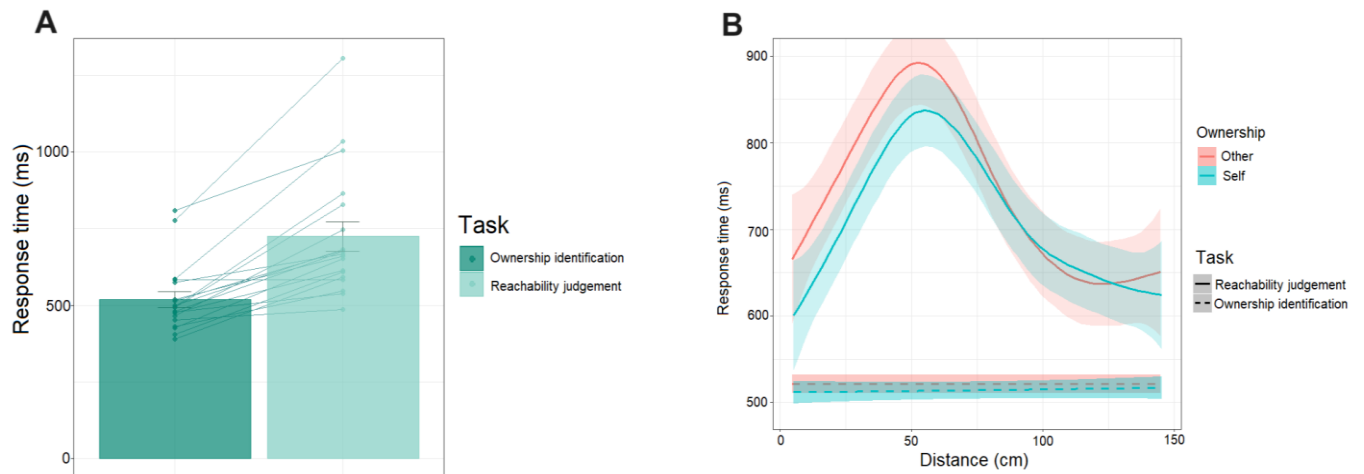 A
Response time (ms)
1000
500
0
Task
Ownership identification
Reachability judgement
B
Response time (ms)
900
800
700
600
500
0
50
100
150
Distance (cm)
Ownership
Other
Self
Task
Reachability judgement
Ownership identification